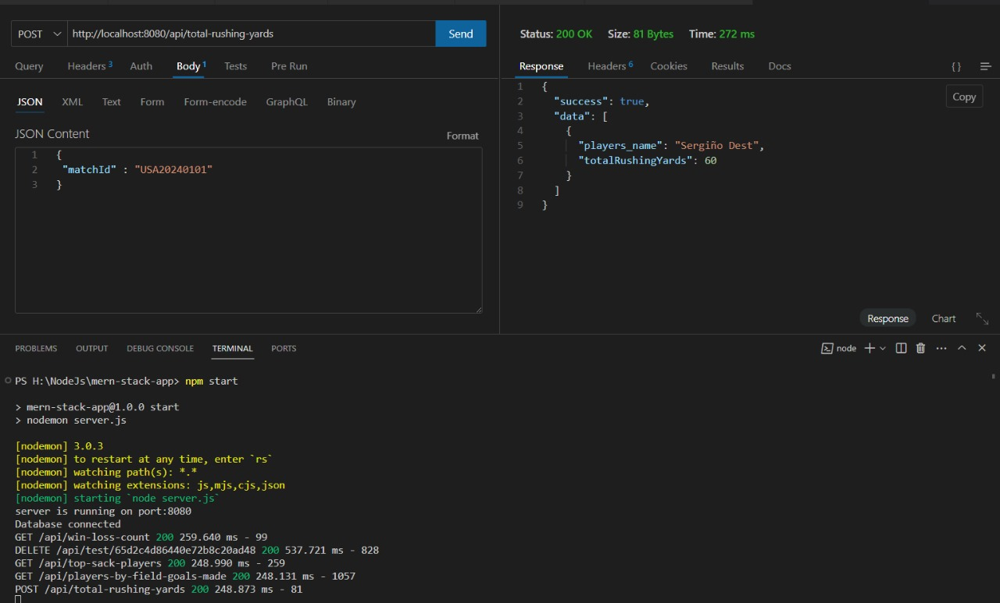 POST http://localhost:8080/api/total-rushing-yards Send
Query Headers 3 Auth Body 1 Tests Pre Run
JSON XML Text Form Form-encode GraphQL Binary
JSON Content Format
1 {
2 "matchId" : "USA20240101"
3 }
Status: 200 OK Size: 81 Bytes Time: 272 ms
Response Headers 6 Cookies Results Docs { }
Copy
1 {
2 "success": true,
3 "data": [
4 {
5 "players_name": "Sergiño Dest",
6 "totalRushingYards": 60
7 }
8 ]
9 }
Response Chart
PROBLEMS OUTPUT DEBUG CONSOLE TERMINAL PORTS node
PS H:\NodeJs\mern-stack-app> npm start
> mern-stack-app@1.0.0 start
> nodemon server.js
[nodemon] 3.0.3
[nodemon] to restart at any time, enter `rs`
[nodemon] watching path(s): *.*
[nodemon] watching extensions: js,mjs,cjs,json
[nodemon] starting `node server.js`
server is running on port:8080
Database connected
GET /api/win-loss-count 200 259.640 ms - 99
DELETE /api/test/65d2c4d86440e72b8c20ad48 200 537.721 ms - 828
GET /api/top-sack-players 200 248.990 ms - 259
GET /api/players-by-field-goals-made 200 248.131 ms - 1057
POST /api/total-rushing-yards 200 248.873 ms - 81